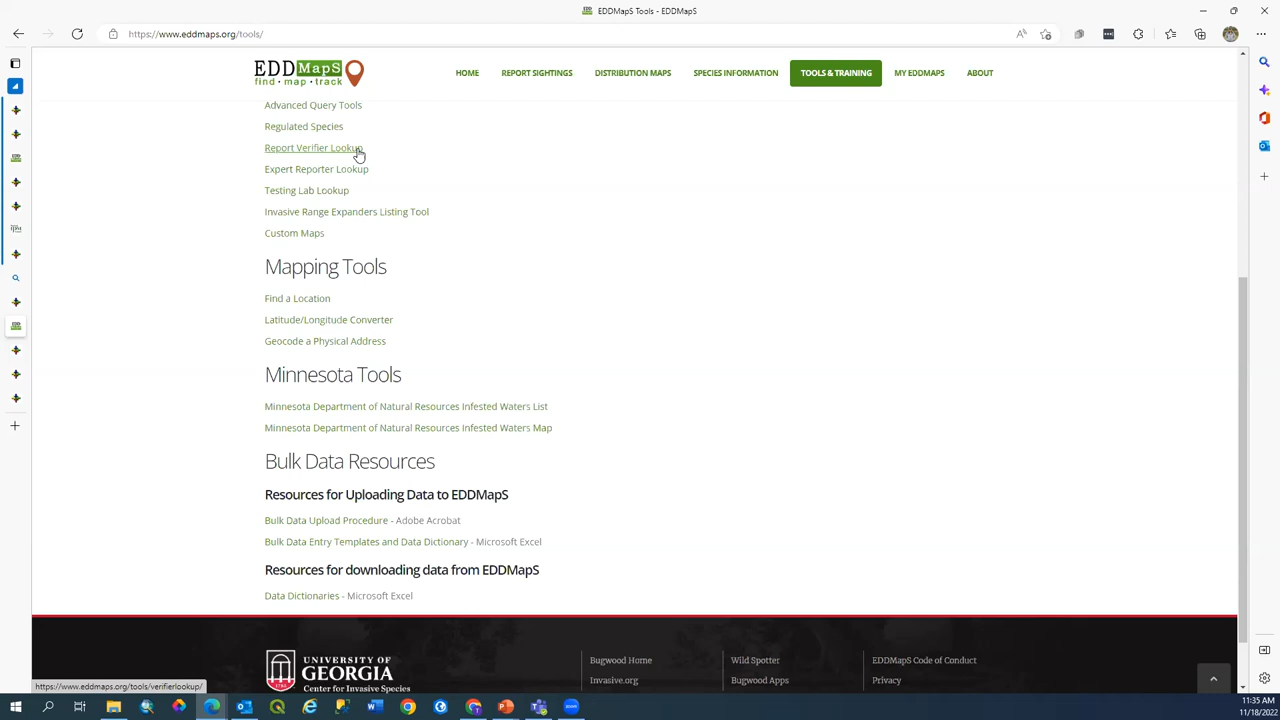 EDDMapS Tools - EDDMapS
https://www.eddmaps.org/tools/
EDDMapS
find · map · track
HOME
REPORT SIGHTINGS
DISTRIBUTION MAPS
SPECIES INFORMATION
TOOLS & TRAINING
MY EDDMAPS
ABOUT
Advanced Query Tools
Regulated Species
Report Verifier Lookup
Expert Reporter Lookup
Testing Lab Lookup
Invasive Range Expanders Listing Tool
Custom Maps
Mapping Tools
Find a Location
Latitude/Longitude Converter
Geocode a Physical Address
Minnesota Tools
Minnesota Department of Natural Resources Infested Waters List
Minnesota Department of Natural Resources Infested Waters Map
Bulk Data Resources
Resources for Uploading Data to EDDMapS
Bulk Data Upload Procedure - Adobe Acrobat
Bulk Data Entry Templates and Data Dictionary - Microsoft Excel
Resources for downloading data from EDDMapS
Data Dictionaries - Microsoft Excel
UNIVERSITY OF
GEORGIA
Center for Invasive Species
Bugwood Home
Wild Spotter
EDDMapS Code of Conduct
Invasive.org
Bugwood Apps
Privacy
https://www.eddmaps.org/tools/verifierlookup/
11:35 AM
11/18/2022